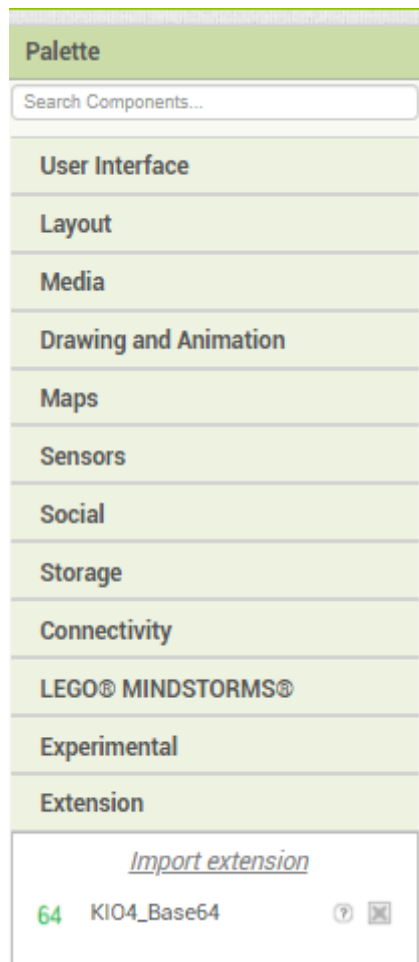 Palette
Search Components...
User Interface
Layout
Media
Drawing and Animation
Maps
Sensors
Social
Storage
Connectivity
LEGO® MINDSTORMS®
Experimental
Extension
Import extension
64 KIO4_Base64 ?